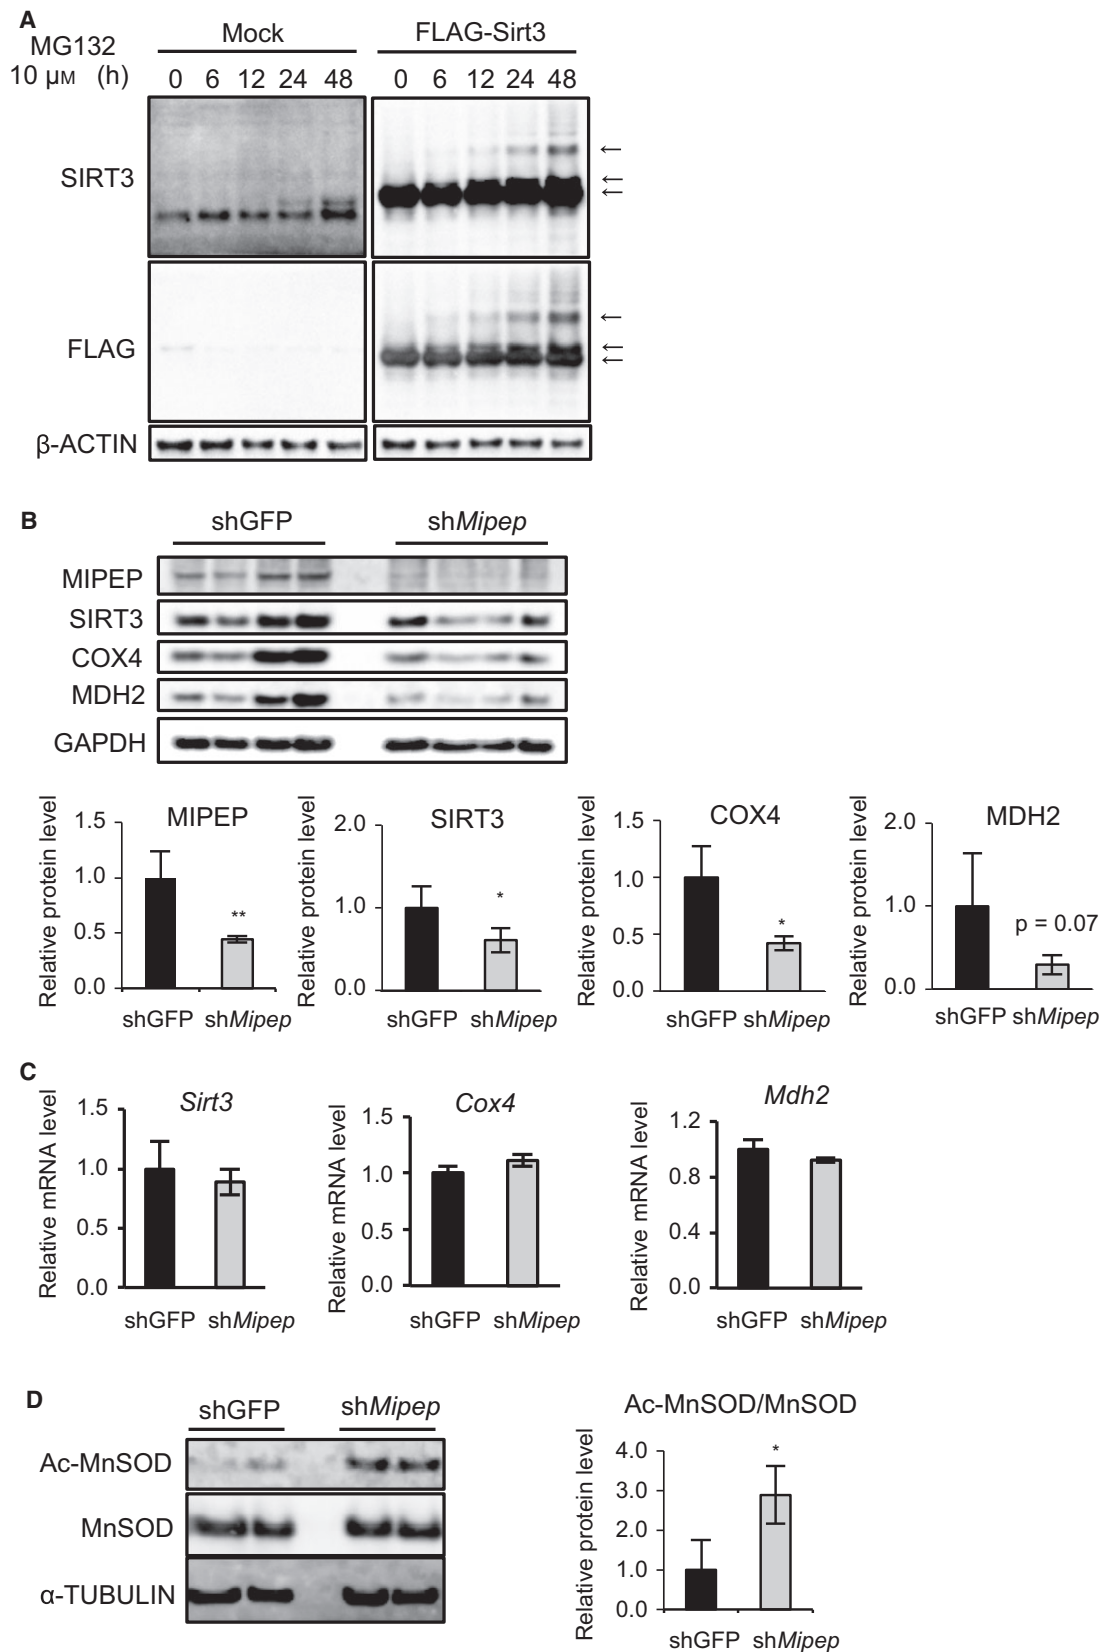 A
MG132
10 μM (h)
Mock
FLAG-Sirt3
0 6 12 24 48
0 6 12 24 48
SIRT3
←
←
←
FLAG
←
←
←
β-ACTIN
B
shGFP
shMipep
MIPEP
SIRT3
COX4
MDH2
GAPDH
MIPEP
Relative protein level
1.5
1.0
0.5
0.0
**
shGFP shMipep
SIRT3
Relative protein level
2.0
1.0
0.0
*
shGFP shMipep
COX4
Relative protein level
1.5
1.0
0.5
0.0
*
shGFP shMipep
MDH2
Relative protein level
2.0
1.0
0.0
p = 0.07
shGFP shMipep
C
Sirt3
Relative mRNA level
1.5
1.0
0.5
0.0
shGFP shMipep
Cox4
Relative mRNA level
1.5
1.0
0.5
0.0
shGFP shMipep
Mdh2
Relative mRNA level
1.2
0.8
0.4
0.0
shGFP shMipep
D
shGFP
shMipep
Ac-MnSOD
MnSOD
α-TUBULIN
Ac-MnSOD/MnSOD
Relative protein level
4.0
3.0
2.0
1.0
0.0
*
shGFP shMipep